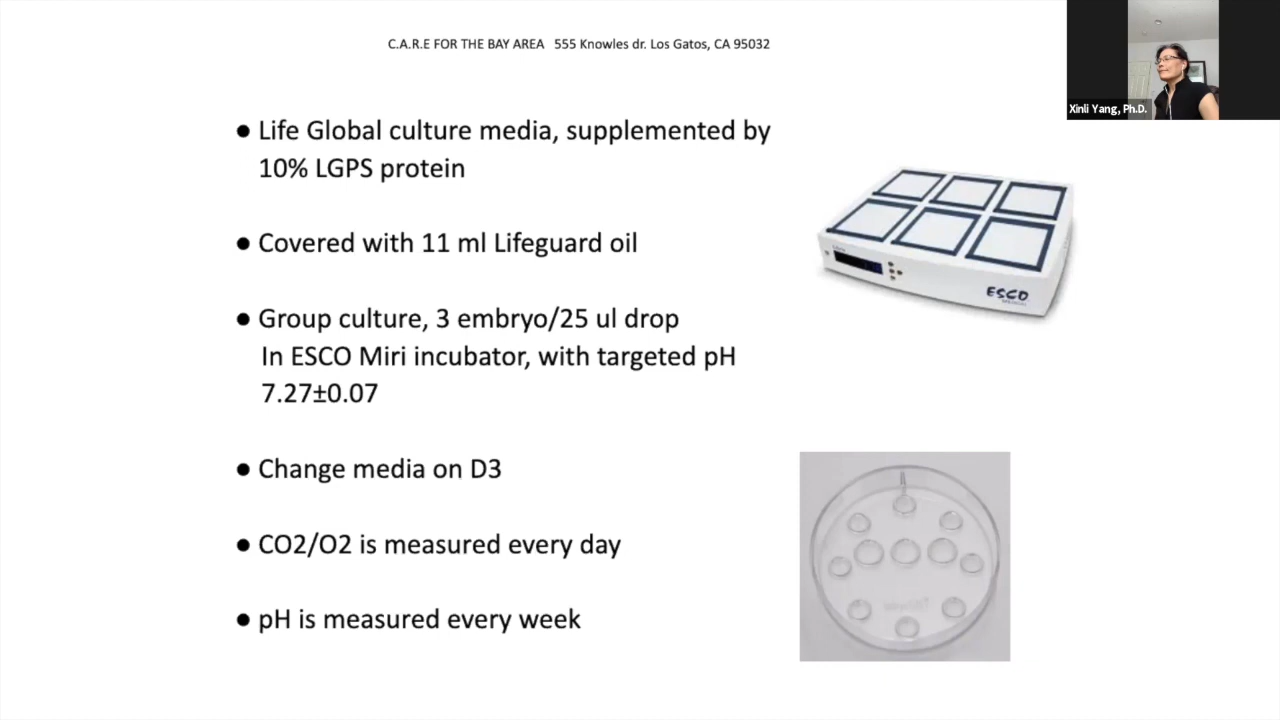 C.A.R.E FOR THE BAY AREA 555 Knowles dr. Los Gatos, CA 95032
Xinli Yang, Ph.D.
● Life Global culture media, supplemented by
10% LGPS protein
● Covered with 11 ml Lifeguard oil
● Group culture, 3 embryo/25 ul drop
In ESCO Miri incubator, with targeted pH
7.27±0.07
● Change media on D3
● CO2/O2 is measured every day
● pH is measured every week
ESCO